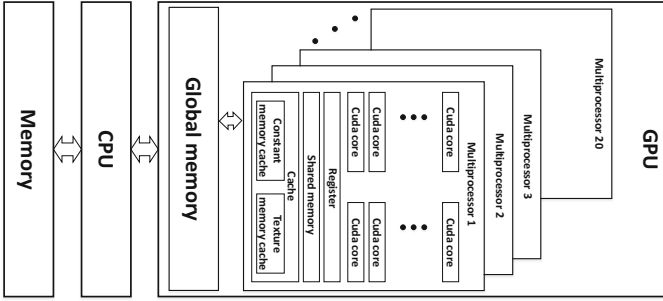 GPU
Multiprocessor 20
Multiprocessor 3
Multiprocessor 2
Multiprocessor 1
Cuda core
Cuda core
Cuda core
Cuda core
Cuda core
Cuda core
Register
Shared memory
Cache
Constant
memory cache
Texture
memory cache
Global memory
CPU
Memory